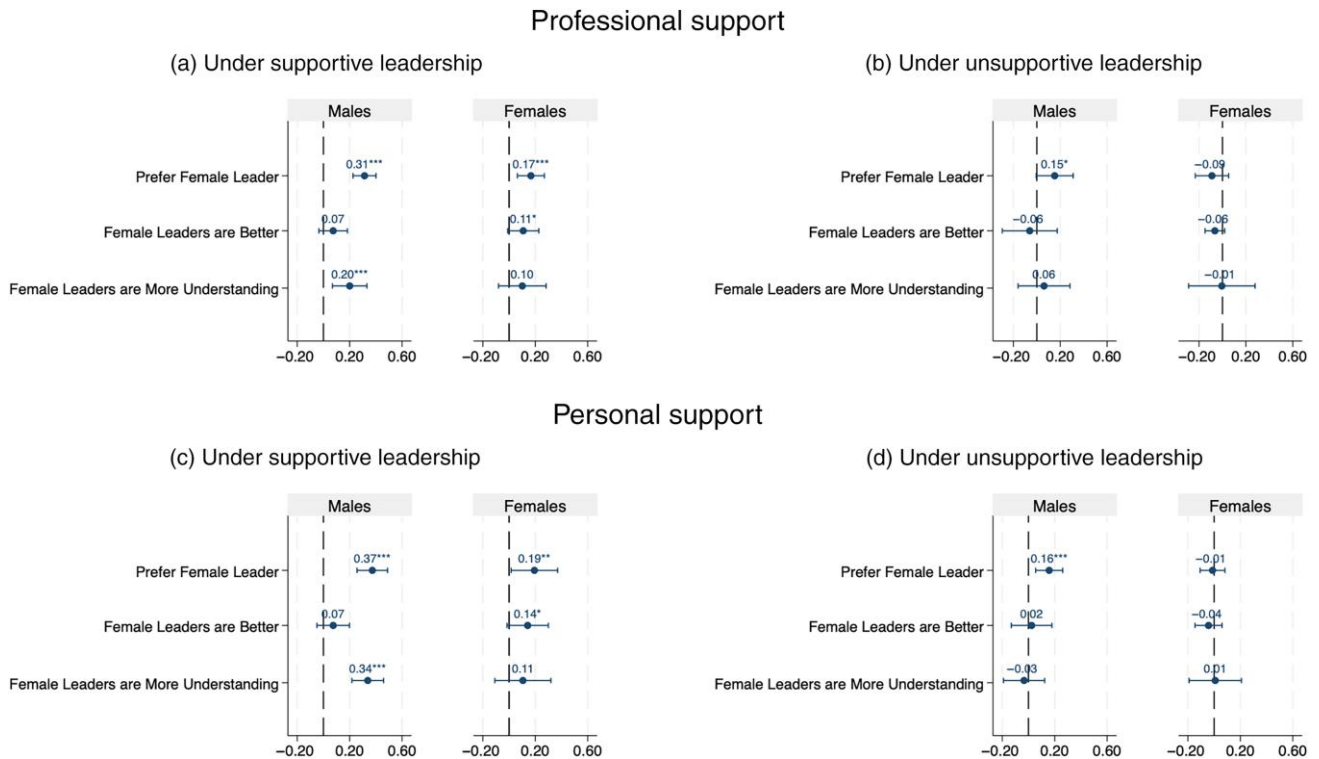 Professional support
(a) Under supportive leadership
(b) Under unsupportive leadership
Males
Females
Males
Females
Prefer Female Leader
0.31***
0.17***
Prefer Female Leader
0.15*
−0.09
Female Leaders are Better
0.07
0.11*
Female Leaders are Better
−0.06
−0.06
Female Leaders are More Understanding
0.20***
0.10
Female Leaders are More Understanding
0.06
−0.01
−0.20 0.20 0.60
−0.20 0.20 0.60
−0.20 0.20 0.60
−0.20 0.20 0.60
Personal support
(c) Under supportive leadership
(d) Under unsupportive leadership
Males
Females
Males
Females
Prefer Female Leader
0.37***
0.19**
Prefer Female Leader
0.16***
−0.01
Female Leaders are Better
0.07
0.14*
Female Leaders are Better
0.02
−0.04
Female Leaders are More Understanding
0.34***
0.11
Female Leaders are More Understanding
−0.03
0.01
−0.20 0.20 0.60
−0.20 0.20 0.60
−0.20 0.20 0.60
−0.20 0.20 0.60